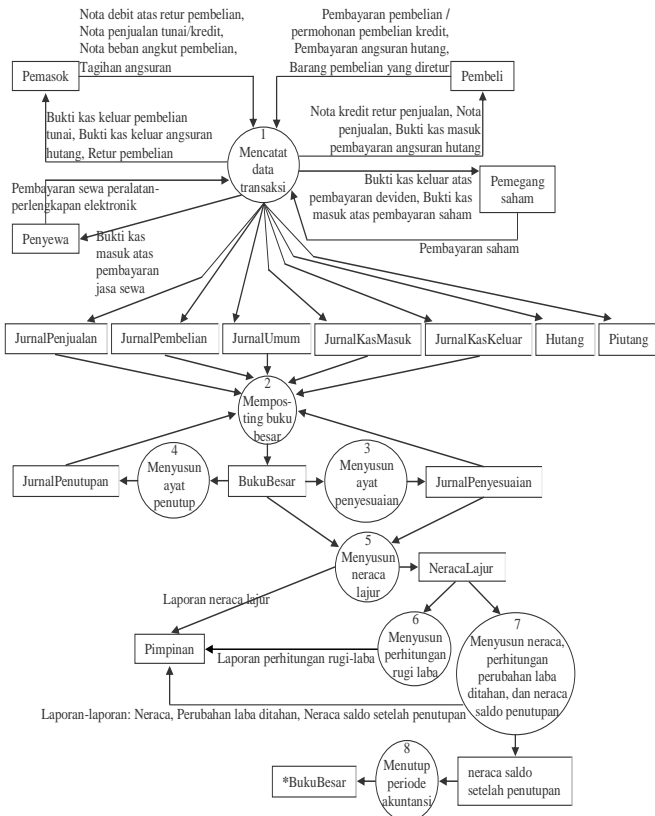 Nota debit atas retur pembelian,
Nota penjualan tunai/kredit,
Nota beban angkut pembelian,
Tagihan angsuran
Pembayaran pembelian /
permohonan pembelian kredit,
Pembayaran angsuran hutang,
Barang pembelian yang diretur
Pemasok
Pembeli
Bukti kas keluar pembelian
tunai, Bukti kas keluar angsuran
hutang, Retur pembelian
Nota kredit retur penjualan, Nota
penjualan, Bukti kas masuk
pembayaran angsuran hutang
1
Mencatat
data
transaksi
Pembayaran sewa peralatan-
perlengkapan elektronik
Bukti kas keluar atas
pembayaran deviden, Bukti kas
masuk atas pembayaran saham
Pemegang
saham
Penyewa
Bukti kas
masuk atas
pembayaran
jasa sewa
Pembayaran saham
JurnalPenjualan
JurnalPembelian
JurnalUmum
JurnalKasMasuk
JurnalKasKeluar
Hutang
Piutang
2
Mempos-
ting buku
besar
4
Menyusun
ayat
penutup
3
Menyusun
ayat
penyesuaian
JurnalPenutupan
BukuBesar
JurnalPenyesuaian
5
Menyusun
neraca
lajur
NeracaLajur
Laporan neraca lajur
6
Menyusun
perhitungan
rugi laba
7
Menyusun neraca,
perhitungan
perubahan laba
ditahan, dan neraca
saldo penutupan
Pimpinan
Laporan perhitungan rugi-laba
Laporan-laporan: Neraca, Perubahan laba ditahan, Neraca saldo setelah penutupan
8
Menutup
periode
akuntansi
*BukuBesar
neraca saldo
setelah penutupan